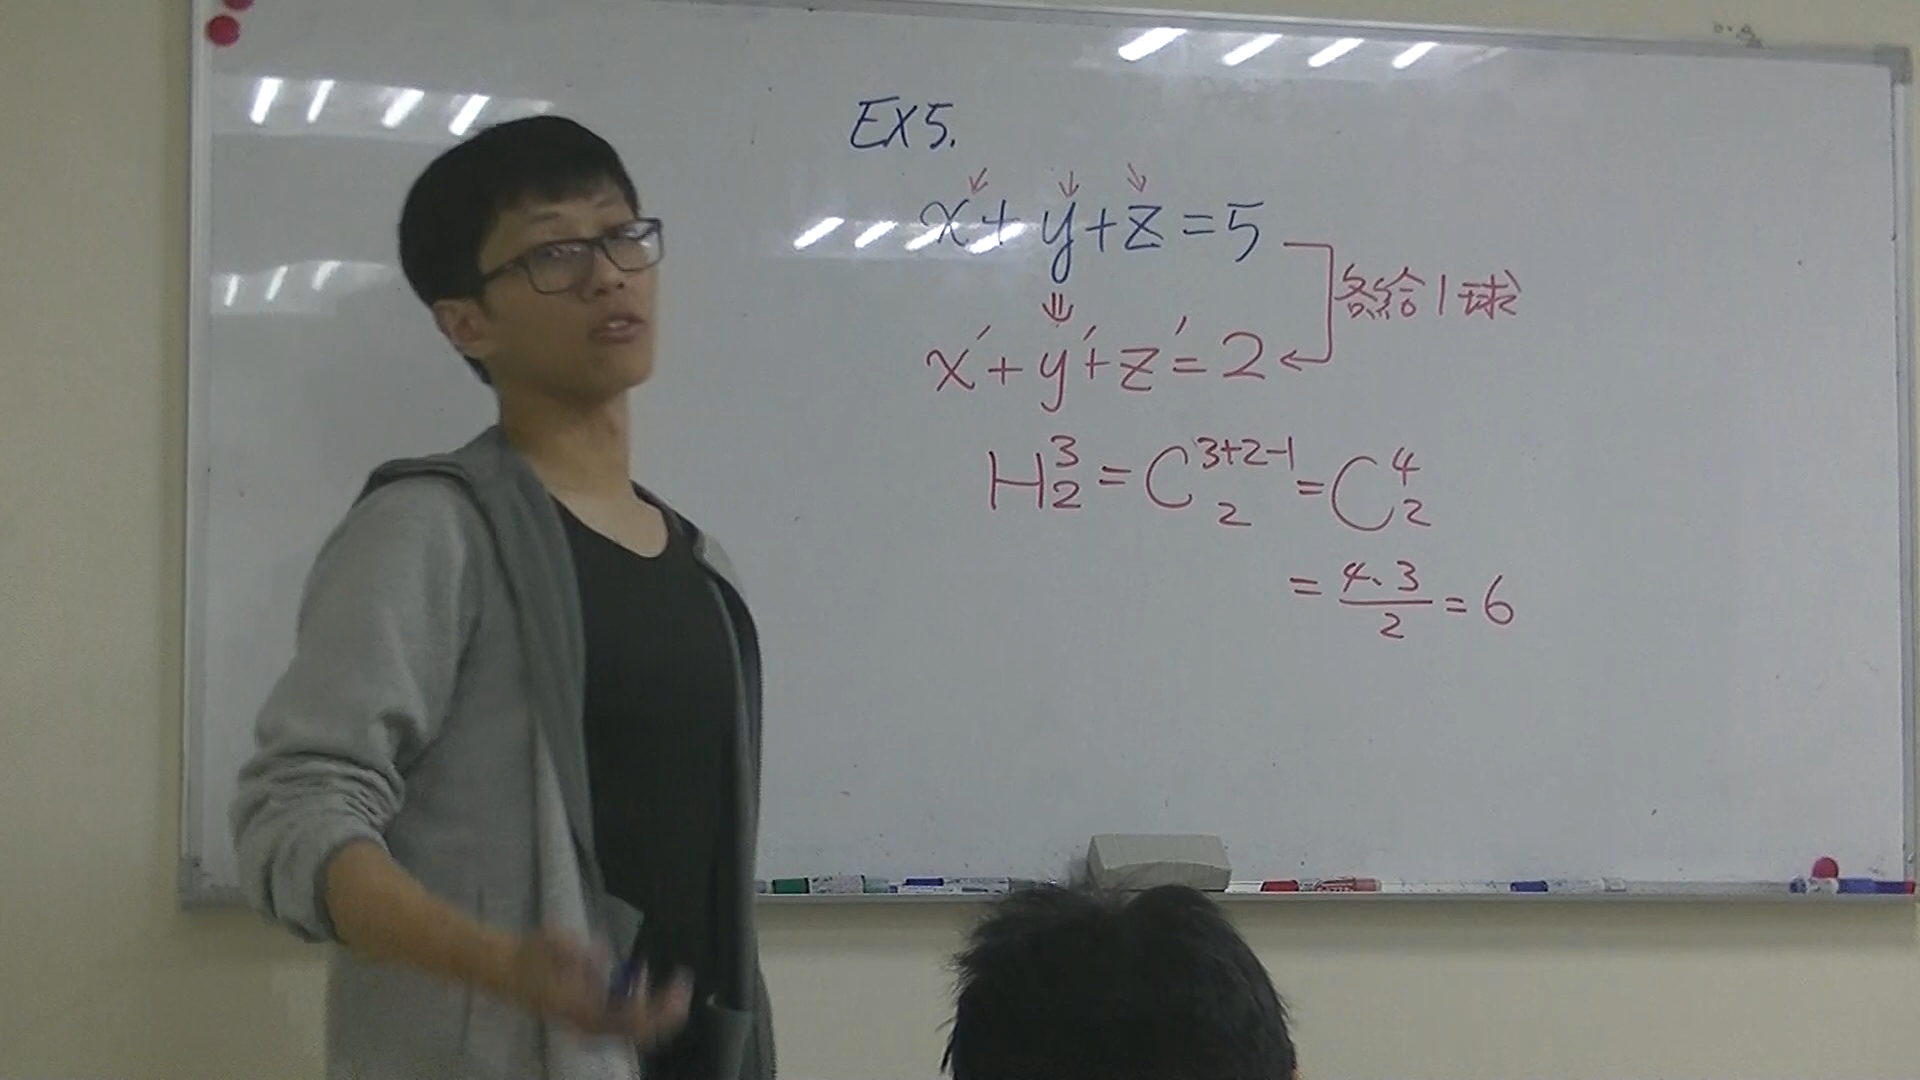 EX5.
x+y+z=5
各給1球
x'+y'+z'=2
H³₂=C³⁺²⁻¹₂=C⁴₂
=4·3/2=6